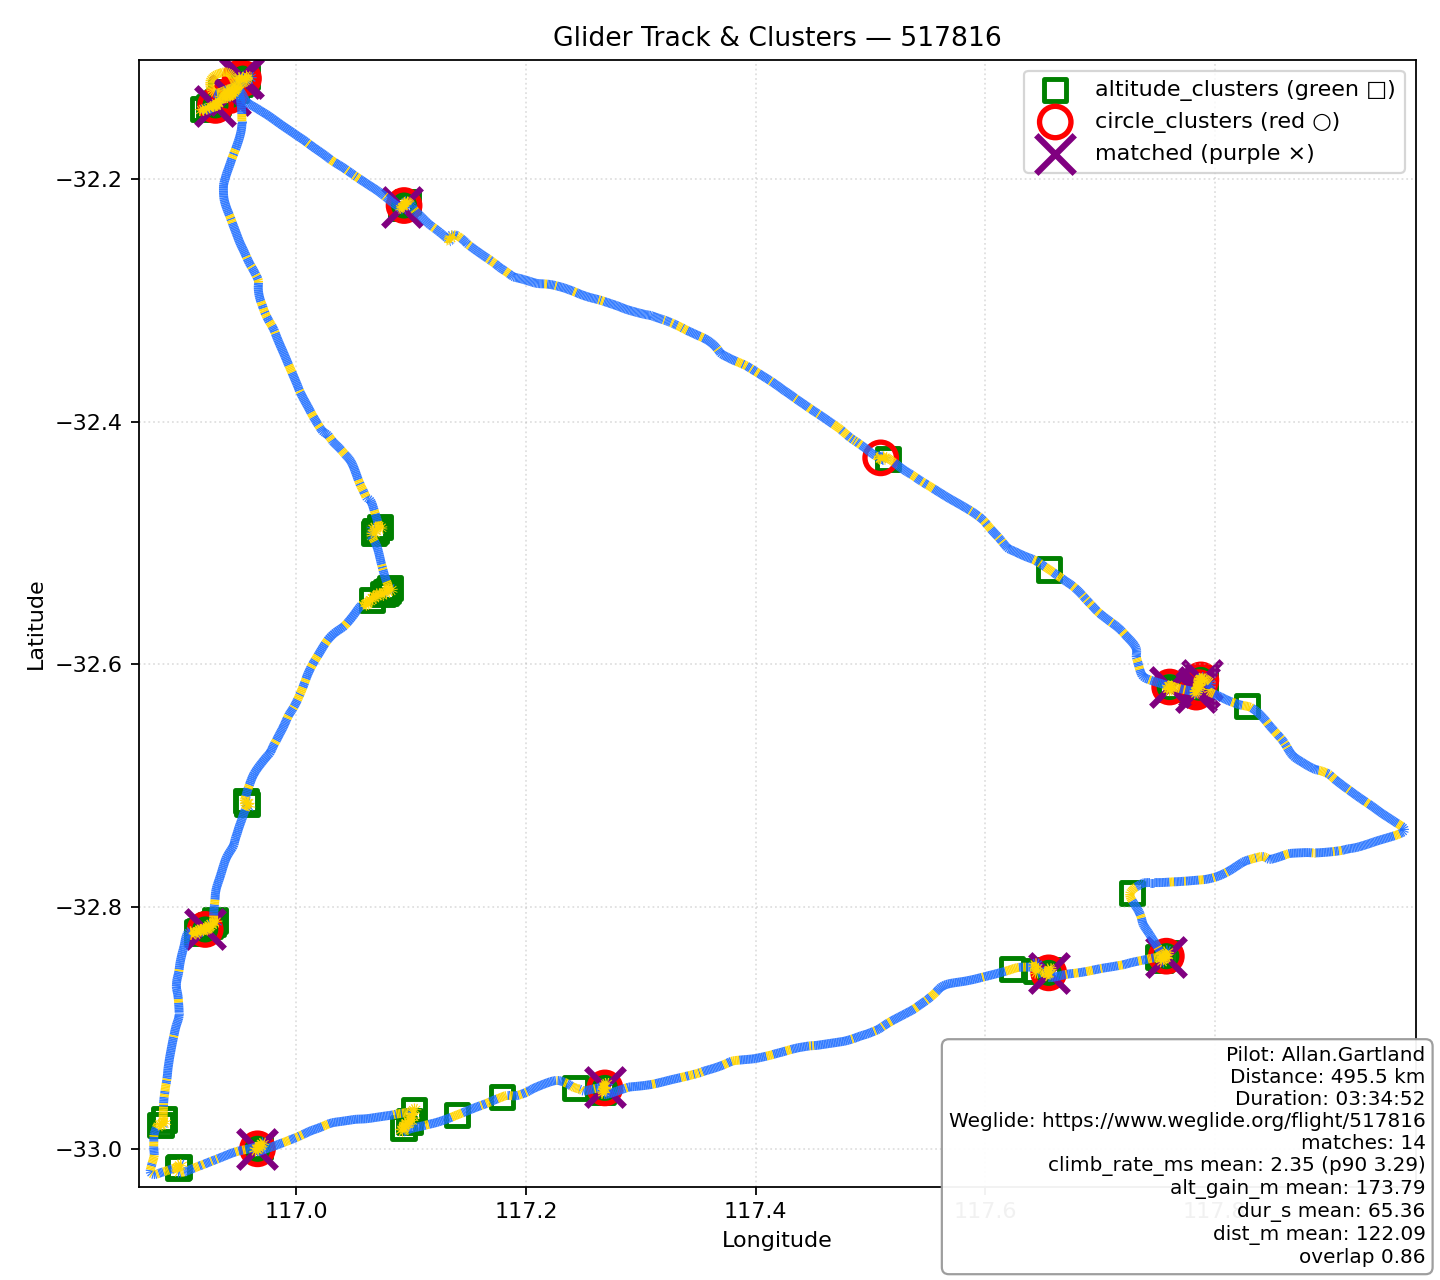 Glider Track & Clusters — 517816
altitude_clusters (green □)
circle_clusters (red ○)
matched (purple ×)
Latitude
−32.2
−32.4
−32.6
−32.8
−33.0
117.0
117.2
117.4
117.6
Longitude
Pilot: Allan.Gartland
Distance: 495.5 km
Duration: 03:34:52
Weglide: https://www.weglide.org/flight/517816
matches: 14
climb_rate_ms mean: 2.35 (p90 3.29)
alt_gain_m mean: 173.79
dur_s mean: 65.36
dist_m mean: 122.09
overlap 0.86